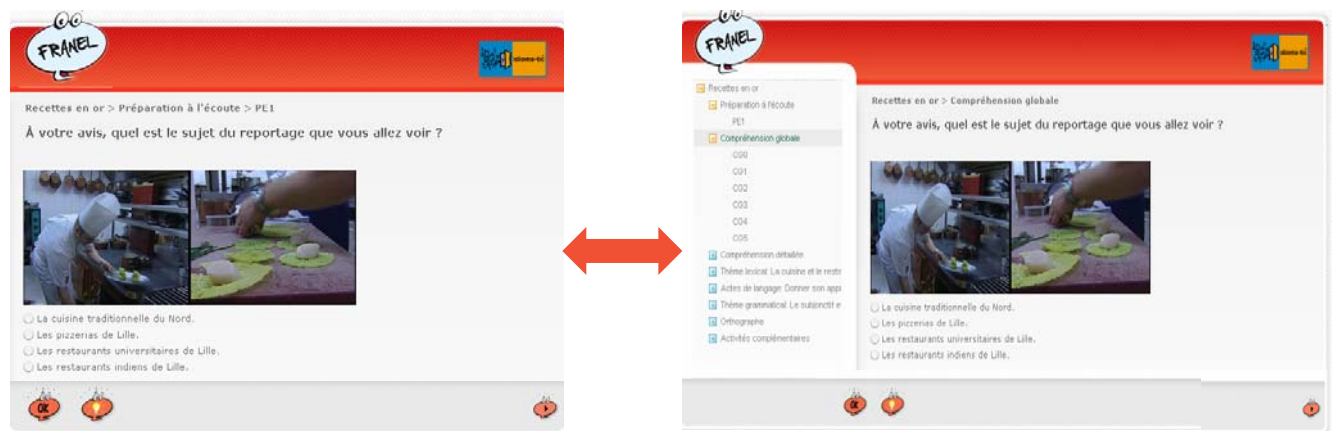 FRANEL
Recettes en or > Préparation à l'écoute > PE1
À votre avis, quel est le sujet du reportage que vous allez voir ?
La cuisine traditionnelle du Nord.
Les pizzerias de Lille.
Les restaurants universitaires de Lille.
Les restaurants indiens de Lille.
OK
FRANEL
Recettes en or
Préparation à l'écoute
PE1
Compréhension globale
CG0
CG1
CG2
CG3
CG4
CG5
Compréhension détaillée
Thème lexical: La cuisine et le resta
Actes de langage: Donner son appr
Thème grammatical: Le subjonctif e
Orthographe
Activités complémentaires
Recettes en or > Compréhension globale
À votre avis, quel est le sujet du reportage que vous allez voir ?
La cuisine traditionnelle du Nord.
Les pizzerias de Lille.
Les restaurants universitaires de Lille.
Les restaurants indiens de Lille.
OK